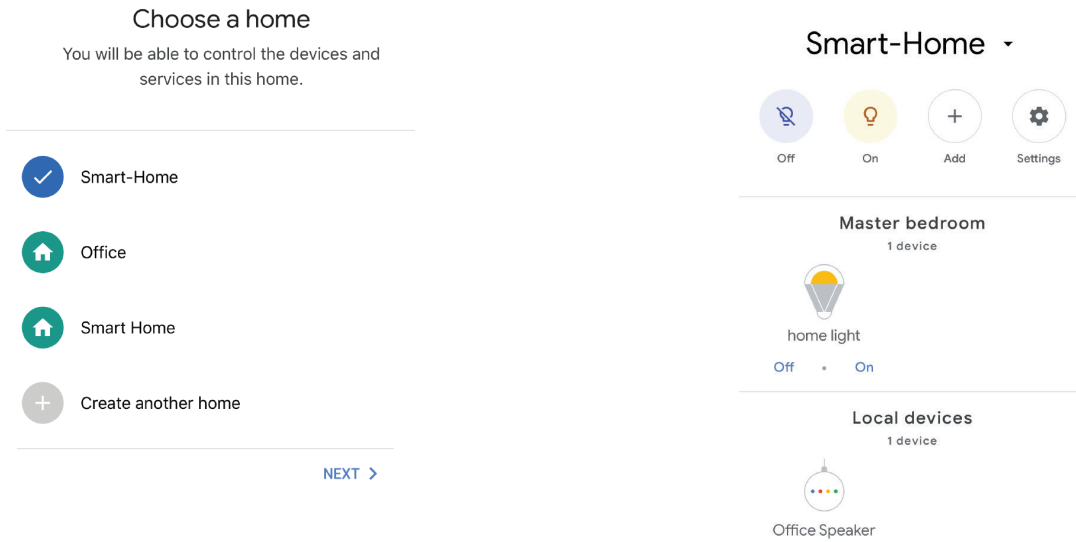 Choose a home
You will be able to control the devices and
services in this home.
Smart-Home
Office
Smart Home
Create another home
NEXT
Smart-Home
Off
On
Add
Settings
Master bedroom
1 device
home light
Off • On
Local devices
1 device
Office Speaker